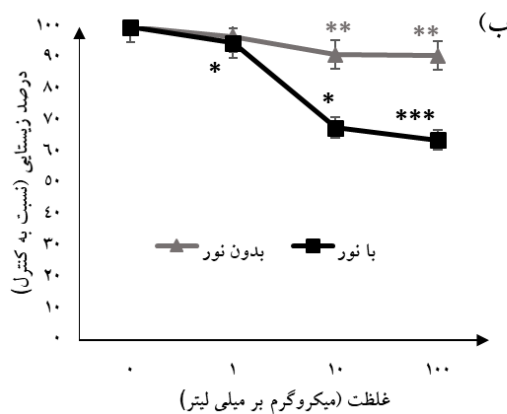 ب)
درصد زیستایی (نسبت به کنترل)
۱۰۰
۹۰
۸۰
۷۰
۶۰
۵۰
۴۰
۳۰
۲۰
۱۰
۰
**
**
*
*
***
بدون نور
با نور
۰ ۱ ۱۰ ۱۰۰
غلظت (میکروگرم بر میلی لیتر)